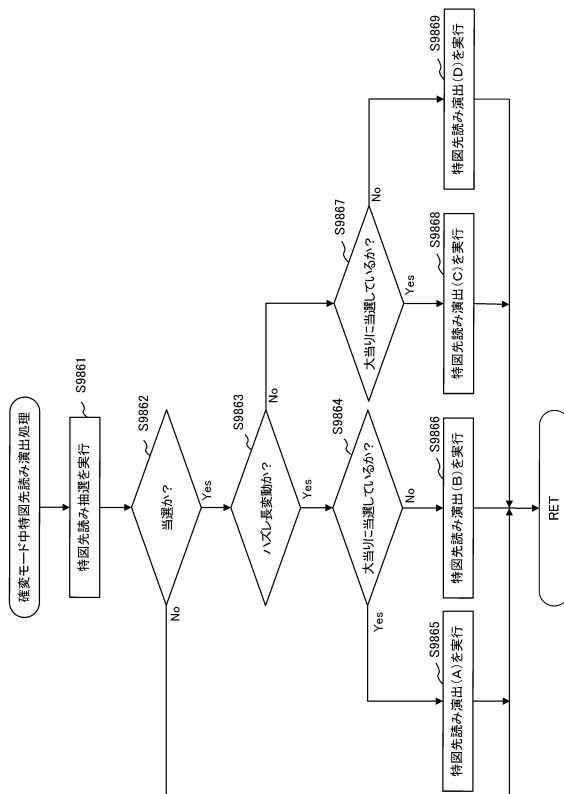 確変モード中特図先読み演出処理
S9861
特図先読み抽選を実行
S9862
当選か?
No
Yes
S9863
ハズレ長変動か?
No
Yes
S9864
大当りに当選しているか?
Yes
No
S9867
大当りに当選しているか?
No
Yes
S9865
特図先読み演出(A)を実行
S9866
特図先読み演出(B)を実行
S9868
特図先読み演出(C)を実行
S9869
特図先読み演出(D)を実行
RET